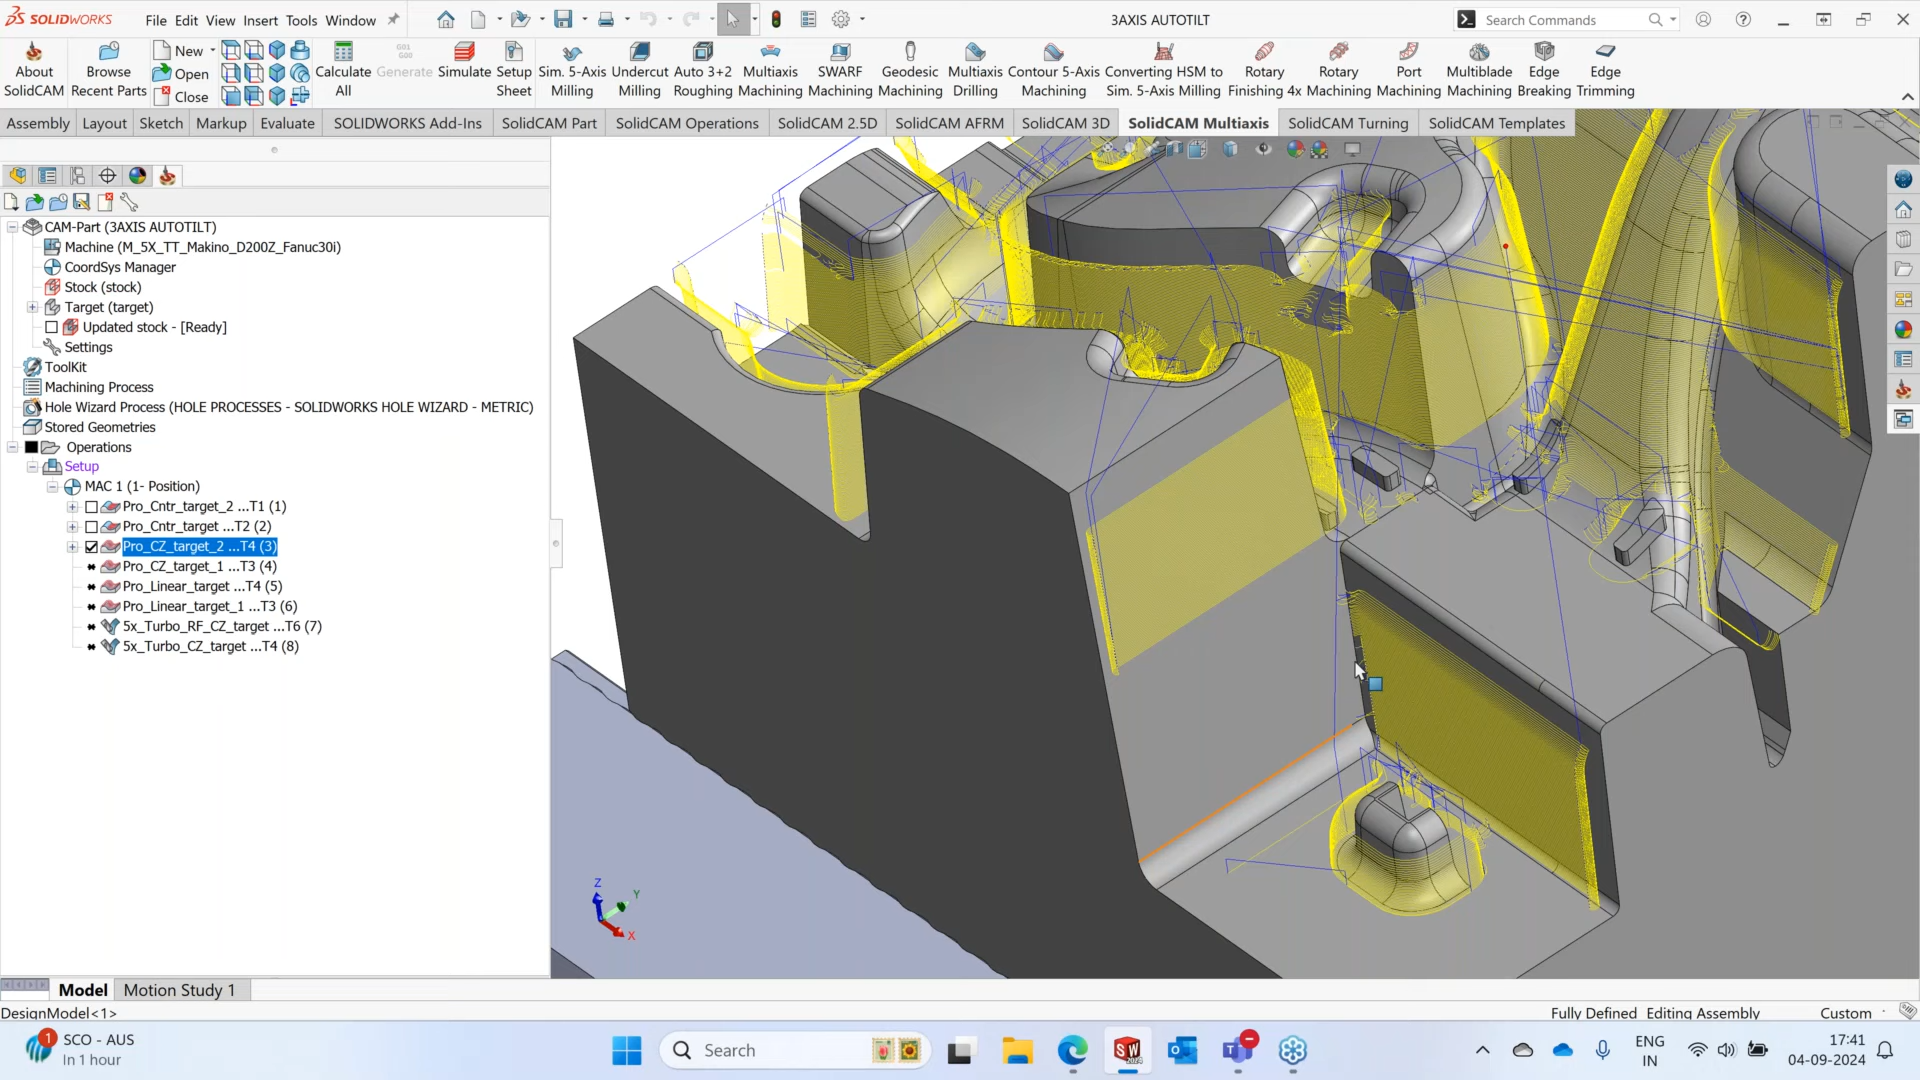 SOLIDWORKS File Edit View Insert Tools Window
3AXIS AUTOTILT
Search Commands
About SolidCAM
Browse Recent Parts
New
Open
Close
Calculate All
G01 G00 Generate
Simulate
Setup Sheet
Sim. 5-Axis Milling
Undercut Milling
Auto 3+2 Roughing
Multiaxis Machining
SWARF Machining
Geodesic Machining
Multiaxis Drilling
Contour 5-Axis Machining
Converting HSM to Sim. 5-Axis Milling
Rotary Finishing 4x
Rotary Machining
Port Machining
Multiblade Machining
Edge Breaking
Edge Trimming
Assembly Layout Sketch Markup Evaluate SOLIDWORKS Add-Ins SolidCAM Part SolidCAM Operations SolidCAM 2.5D SolidCAM AFRM SolidCAM 3D SolidCAM Multiaxis SolidCAM Turning SolidCAM Templates
CAM-Part (3AXIS AUTOTILT)
Machine (M_5X_TT_Makino_D200Z_Fanuc30i)
CoordSys Manager
Stock (stock)
Target (target)
Updated stock - [Ready]
Settings
ToolKit
Machining Process
Hole Wizard Process (HOLE PROCESSES - SOLIDWORKS HOLE WIZARD - METRIC)
Stored Geometries
Operations
Setup
MAC 1 (1- Position)
Pro_Cntr_target_2 ...T1 (1)
Pro_Cntr_target ...T2 (2)
Pro_CZ_target_2 ...T4 (3)
Pro_CZ_target_1 ...T3 (4)
Pro_Linear_target ...T4 (5)
Pro_Linear_target_1 ...T3 (6)
5x_Turbo_RF_CZ_target ...T6 (7)
5x_Turbo_CZ_target ...T4 (8)
Z
Y
X
Model Motion Study 1
DesignModel<1>
Fully Defined Editing Assembly Custom
1
SCO - AUS
In 1 hour
Search
SW
2024
ENG
IN
17:41
04-09-2024